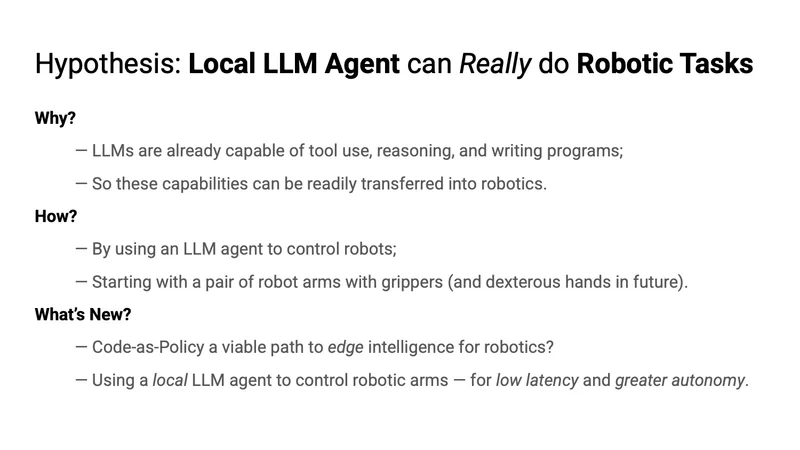 Hypothesis: Local LLM Agent can Really do Robotic Tasks
Why?
— LLMs are already capable of tool use, reasoning, and writing programs;
— So these capabilities can be readily transferred into robotics.
How?
— By using an LLM agent to control robots;
— Starting with a pair of robot arms with grippers (and dexterous hands in future).
What’s New?
— Code-as-Policy a viable path to edge intelligence for robotics?
— Using a local LLM agent to control robotic arms — for low latency and greater autonomy.